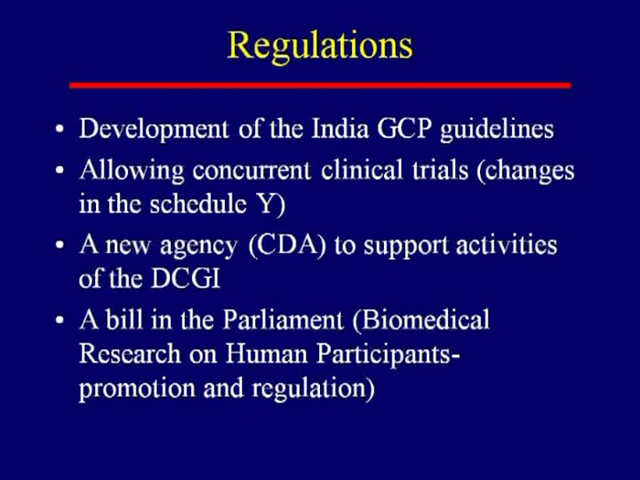 Regulations
• Development of the India GCP guidelines
• Allowing concurrent clinical trials (changes
in the schedule Y)
• A new agency (CDA) to support activities
of the DCGI
• A bill in the Parliament (Biomedical
Research on Human Participants-
promotion and regulation)